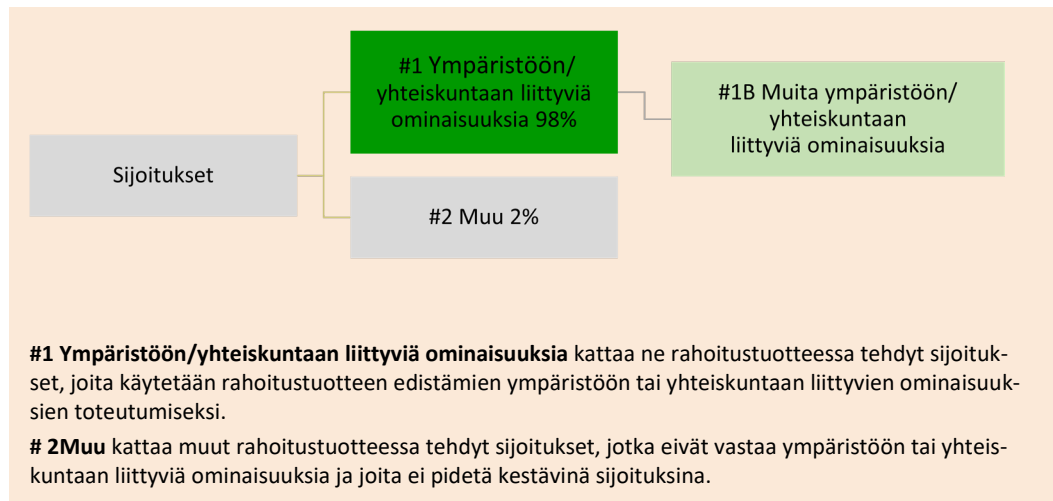 #1 Ympäristöön/
yhteiskuntaan liittyviä
ominaisuuksia 98%
#1B Muita ympäristöön/
yhteiskuntaan
liittyviä ominaisuuksia
Sijoitukset
#2 Muu 2%
#1 Ympäristöön/yhteiskuntaan liittyviä ominaisuuksia kattaa ne rahoitustuotteessa tehdyt sijoituk-
set, joita käytetään rahoitustuotteen edistämien ympäristöön tai yhteiskuntaan liittyvien ominaisuuk-
sien toteutumiseksi.
# 2Muu kattaa muut rahoitustuotteessa tehdyt sijoitukset, jotka eivät vastaa ympäristöön tai yhteis-
kuntaan liittyviä ominaisuuksia ja joita ei pidetä kestävinä sijoituksina.